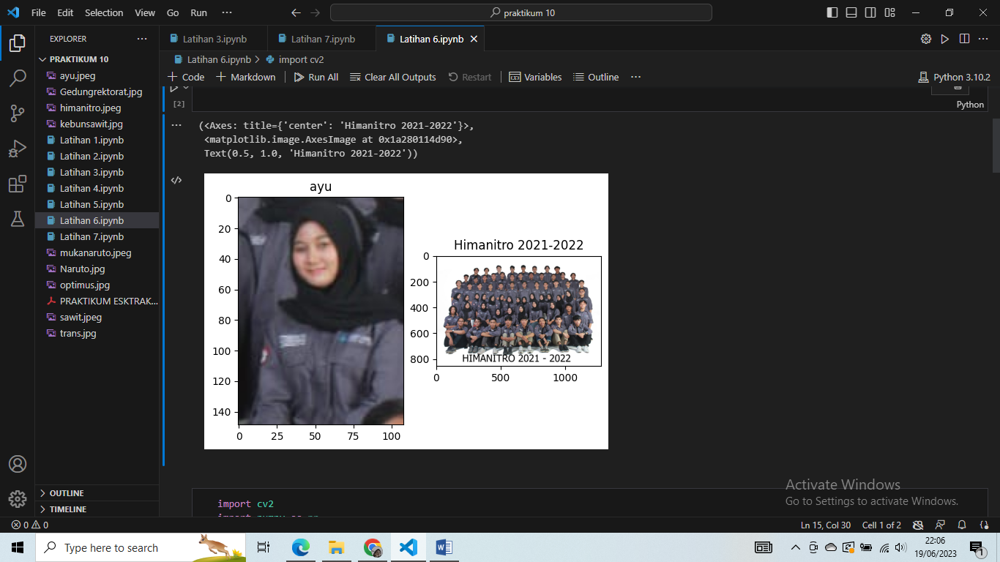 File Edit Selection View Go Run ···
praktikum 10
EXPLORER ···
PRAKTIKUM 10
ayu.jpeg
Gedungrektorat.jpg
himanitro.jpeg
kebunsawit.jpg
Latihan 1.ipynb
Latihan 2.ipynb
Latihan 3.ipynb
Latihan 4.ipynb
Latihan 5.ipynb
Latihan 6.ipynb
Latihan 7.ipynb
mukanaruto.jpeg
Naruto.jpg
optimus.jpg
PRAKTIKUM ESKTRAK...
sawit.jpeg
trans.jpg
OUTLINE
TIMELINE
Latihan 3.ipynb Latihan 7.ipynb Latihan 6.ipynb
Latihan 6.ipynb > import cv2
+ Code + Markdown Run All Clear All Outputs Restart Variables Outline ··· Python 3.10.2
[2]
Python
(<Axes: title={'center': 'Himanitro 2021-2022'}>,
<matplotlib.image.AxesImage at 0x1a280114d90>,
Text(0.5, 1.0, 'Himanitro 2021-2022'))
ayu
0
20
40
60
80
100
120
140
0 25 50 75 100
Himanitro 2021-2022
0
200
400
600
800
HIMANITRO 2021 - 2022
0 500 1000
import cv2
Activate Windows
Go to Settings to activate Windows.
0 0
Ln 15, Col 30 Cell 1 of 2
Type here to search
22:06
19/06/2023
1